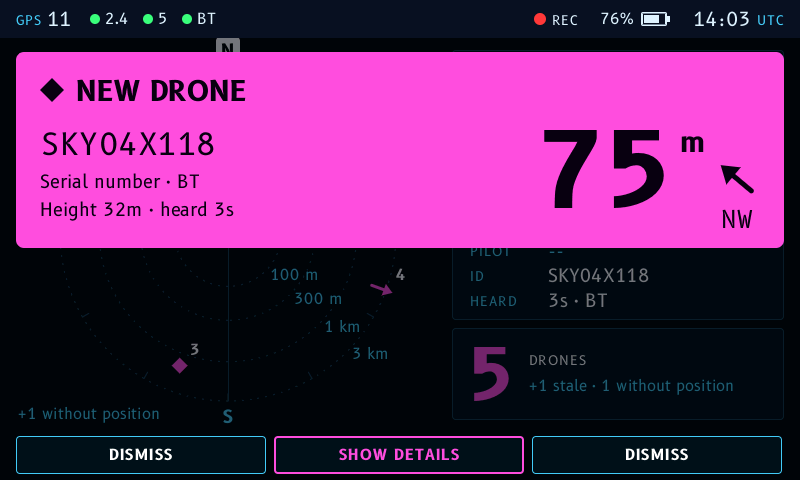 GPS 11 2.4 5 BT REC 76% 14:03 UTC
N
NEW DRONE
SKY04X118
Serial number · BT
Height 32m · heard 3s
75 m
NW
PILOT --
ID SKY04X118
HEARD 3s · BT
100 m
300 m
1 km
3 km
4
3
5 DRONES
+1 stale · 1 without position
+1 without position
S
DISMISS SHOW DETAILS DISMISS